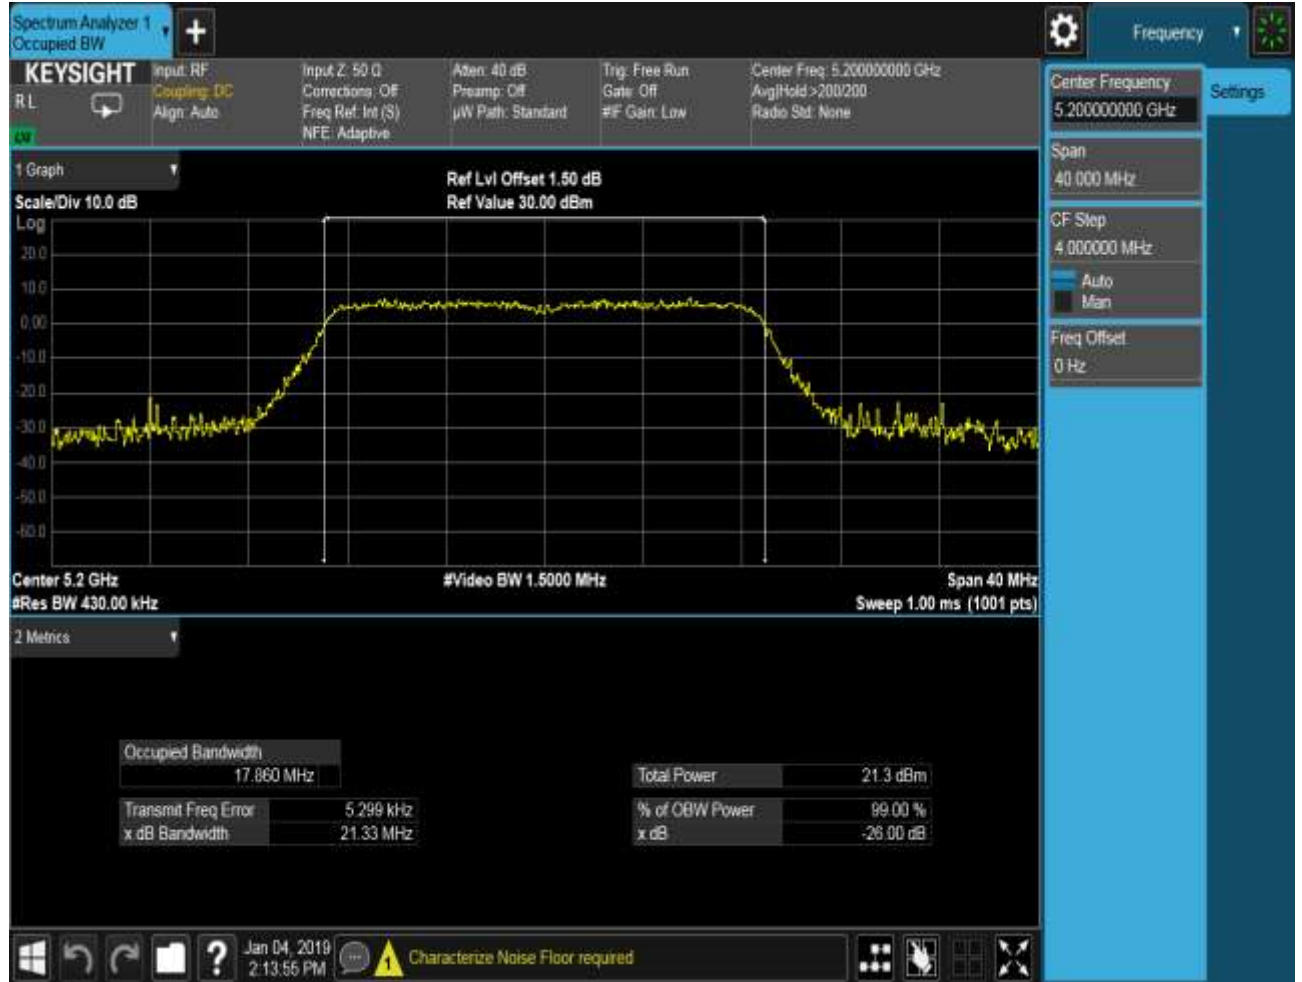 Spectrum Analyzer 1
Occupied BW
+
Frequency
KEYSIGHT
RL
Input: RF
Coupling: DC
Align: Auto
Input Z: 50 Ω
Corrections: Off
Freq Ref: Int (S)
NFE: Adaptive
Atten: 40 dB
Preamp: Off
µW Path: Standard
Trig: Free Run
Gate: Off
#IF Gain: Low
Center Freq: 5.200000000 GHz
Avg|Hold:>200/200
Radio Std: None
Center Frequency
5.200000000 GHz
Settings
Span
40.000 MHz
CF Step
4.000000 MHz
Auto
Man
Freq Offset
0 Hz
1 Graph
Scale/Div 10.0 dB
Ref Lvl Offset 1.50 dB
Ref Value 30.00 dBm
Log
20.0
10.0
0.00
-10.0
-20.0
-30.0
-40.0
-50.0
-60.0
Center 5.2 GHz
#Res BW 430.00 kHz
#Video BW 1.5000 MHz
Span 40 MHz
Sweep 1.00 ms (1001 pts)
2 Metrics
Occupied Bandwidth
17.860 MHz
Transmit Freq Error 5.299 kHz
x dB Bandwidth 21.33 MHz
Total Power 21.3 dBm
% of OBW Power 99.00 %
x dB -26.00 dB
?
Jan 04, 2019
2:13:55 PM
1
Characterize Noise Floor required